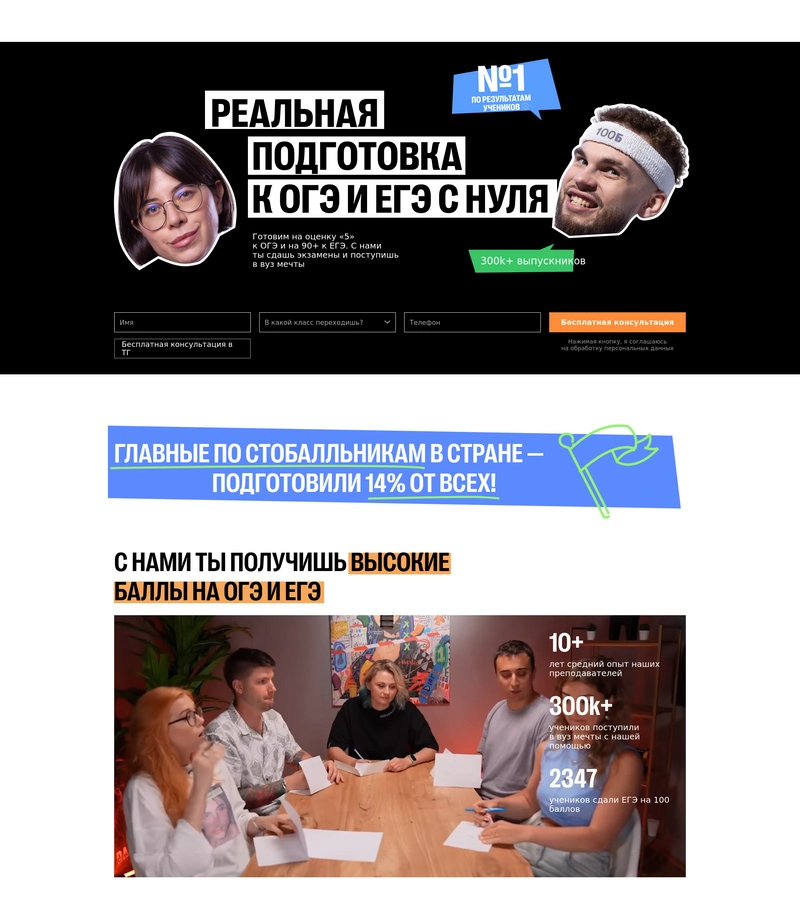 №1
ПО РЕЗУЛЬТАТАМ
УЧЕНИКОВ
РЕАЛЬНАЯ
ПОДГОТОВКА
К ОГЭ И ЕГЭ С НУЛЯ
100Б
Готовим на оценку «5»
к ОГЭ и на 90+ к ЕГЭ. С нами
ты сдашь экзамены и поступишь
в вуз мечты
300k+ выпускников
Имя
В какой класс переходишь?
Телефон
Бесплатная консультация
Бесплатная консультация в
ТГ
Нажимая кнопку, я соглашаюсь
на обработку персональных данных
ГЛАВНЫЕ ПО СТОБАЛЛЬНИКАМ В СТРАНЕ —
ПОДГОТОВИЛИ 14% ОТ ВСЕХ!
С НАМИ ТЫ ПОЛУЧИШЬ ВЫСОКИЕ
БАЛЛЫ НА ОГЭ И ЕГЭ
10+
лет средний опыт наших
преподавателей
300k+
учеников поступили
в вуз мечты с нашей
помощью
2347
учеников сдали ЕГЭ на 100
баллов